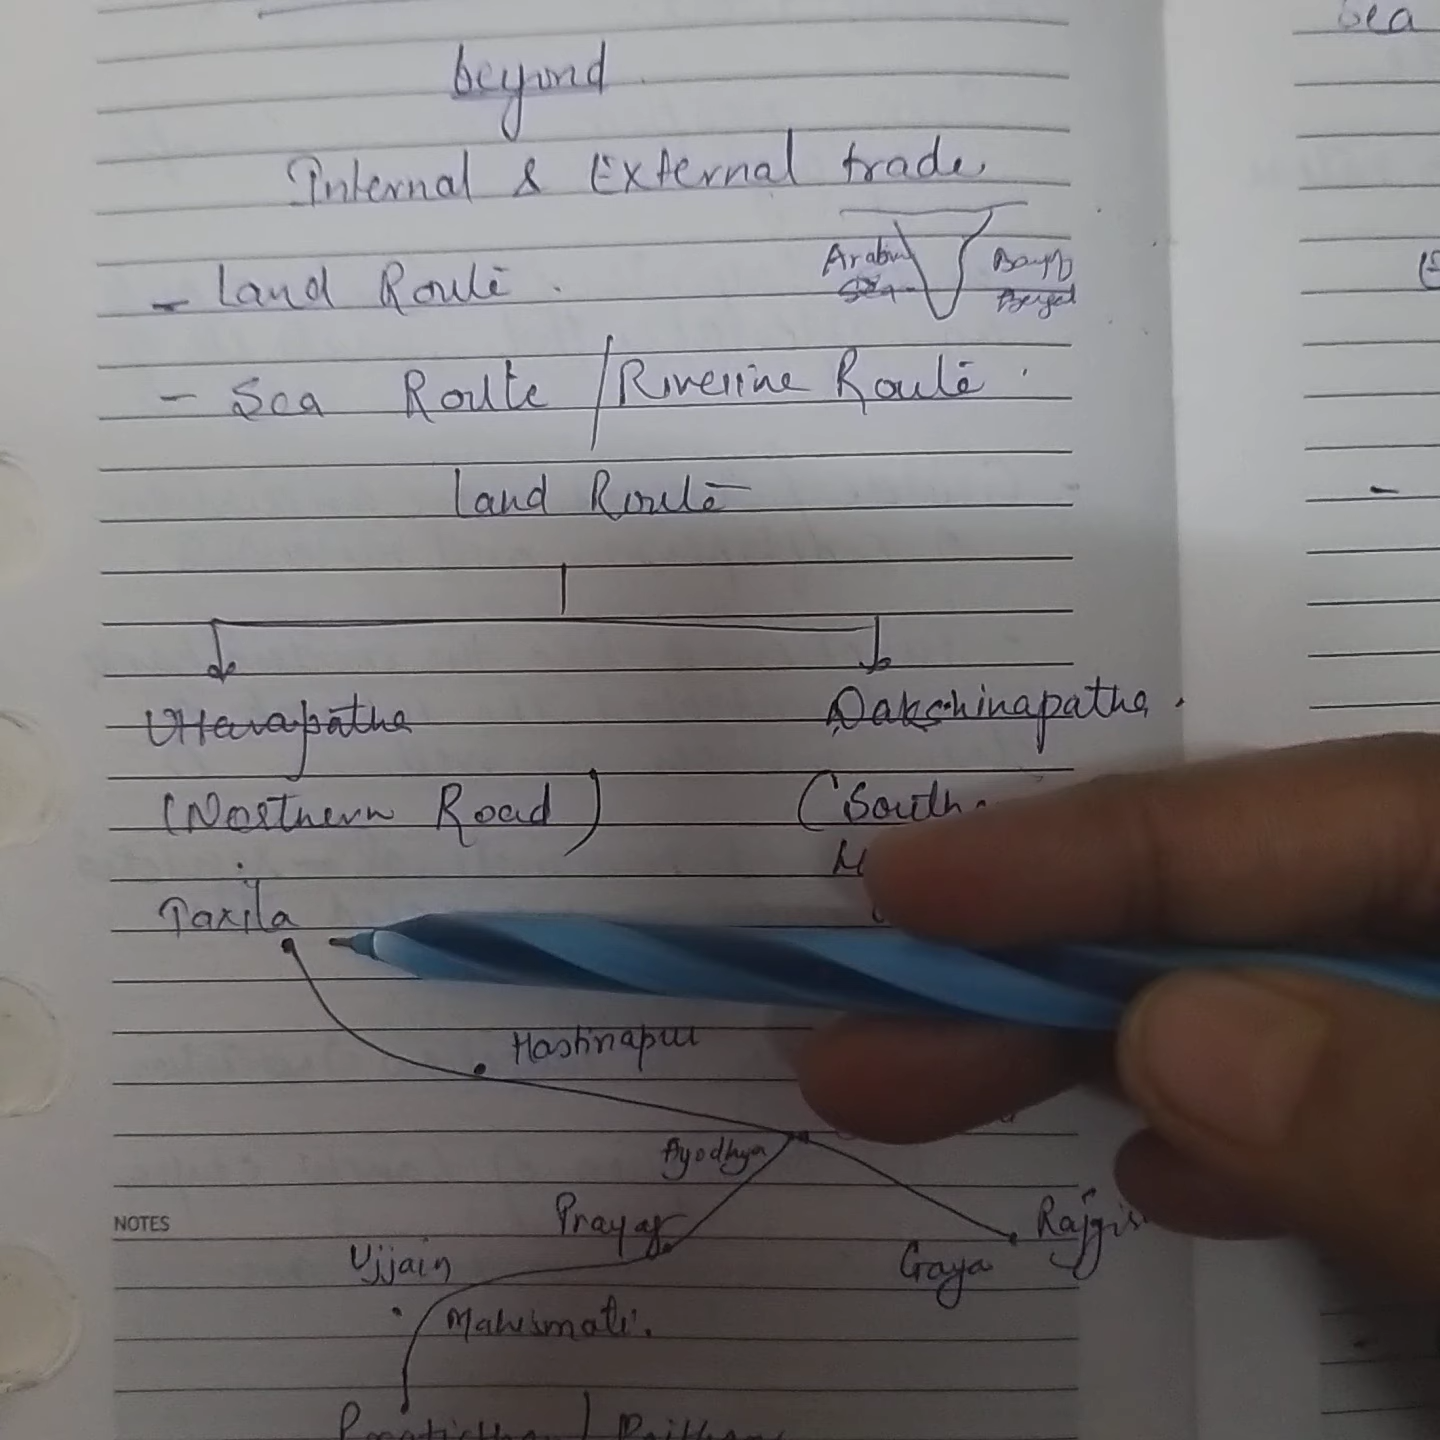 Sea
beyond
Internal & External trade
Arabian
Sea
Bay of
Bengal
- Land Route
- Sea Route / Riverine Route
Land Route
Uttarapatha
Dakshinapatha
(Northern Road)
(South
Taxila
Hastinapur
Ayodhya
Prayag
Rajgir
Gaya
Ujjain
Mahismati
NOTES